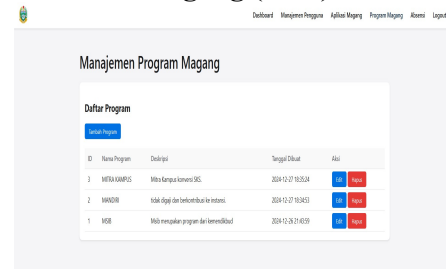 Dashboard Manajemen Pengguna Aplikasi Magang Program Magang Absensi Logout
Manajemen Program Magang
Daftar Program
Tambah Program
ID Nama Program Deskripsi Tanggal Dibuat Aksi
3 MITRA KAMPUS Mitra Kampus konversi SKS. 2024-12-27 18:35:24 Edit Hapus
2 MANDIRI tidak digaji dan berkontribusi ke instansi. 2024-12-27 18:34:53 Edit Hapus
1 MSIB Msib merupakan program dari kemendikbud 2024-12-26 21:43:59 Edit Hapus